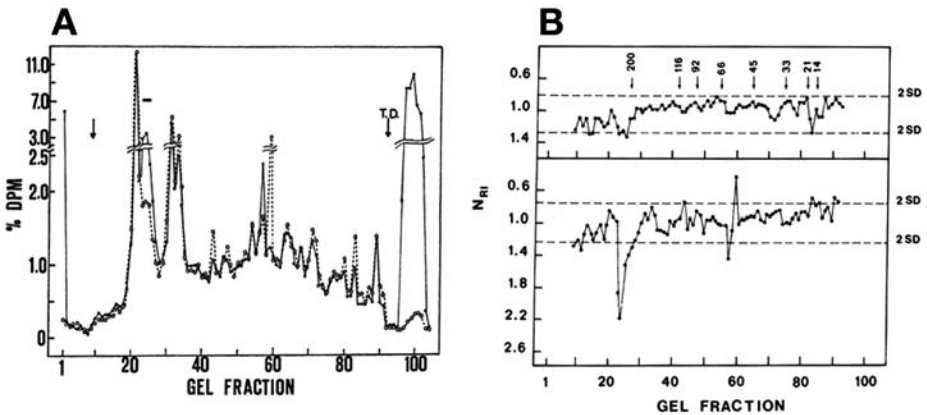 A
11.0
7.0
3.0
2.5
2.0
1.0
0
% DPM
T.D.
1 20 40 60 80 100
GEL FRACTION
B
200 116 92 66 45 33 21 14
0.6
1.0
1.4
2 SD
2 SD
0.6
1.0
1.4
1.8
2.2
2.6
2 SD
2 SD
NRI
1 20 40 60 80 100
GEL FRACTION